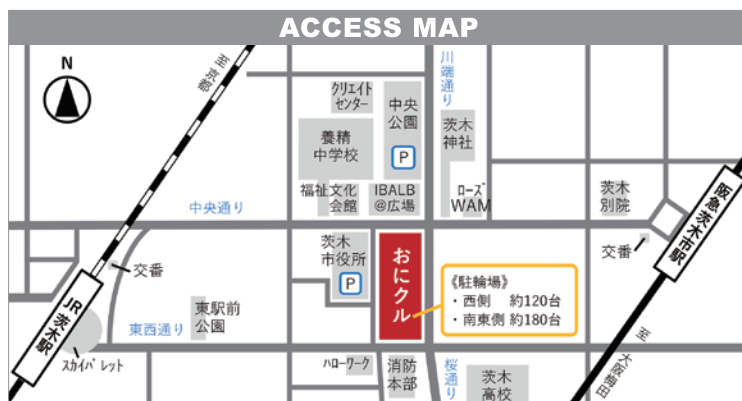 ACCESS MAP
N
至京都
クリエイト
センター
中央
公園
P
川端通り
養精
中学校
茨木
神社
福祉文化
会館
IBALB
@広場
ローズ
WAM
茨木
別院
阪急茨木市駅
中央通り
交番
茨木
市役所
P
おにクル
交番
《駐輪場》
・西側 約120台
・南東側 約180台
JR茨木駅
東西通り
東駅前
公園
スカイパレット
ハローワーク
消防
本部
桜通り
茨木
高校
至 大阪梅田